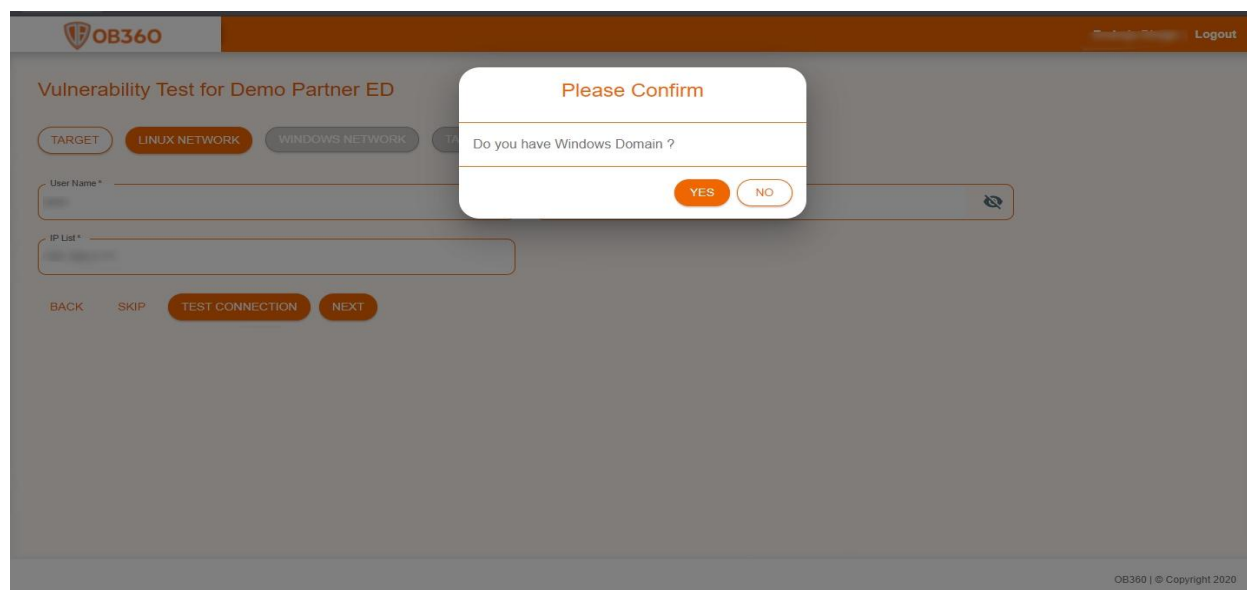 OB360
Logout
Vulnerability Test for Demo Partner ED
Please Confirm
TARGET
LINUX NETWORK
WINDOWS NETWORK
Do you have Windows Domain ?
YES
NO
User Name *
IP List *
BACK
SKIP
TEST CONNECTION
NEXT
OB360 | © Copyright 2020